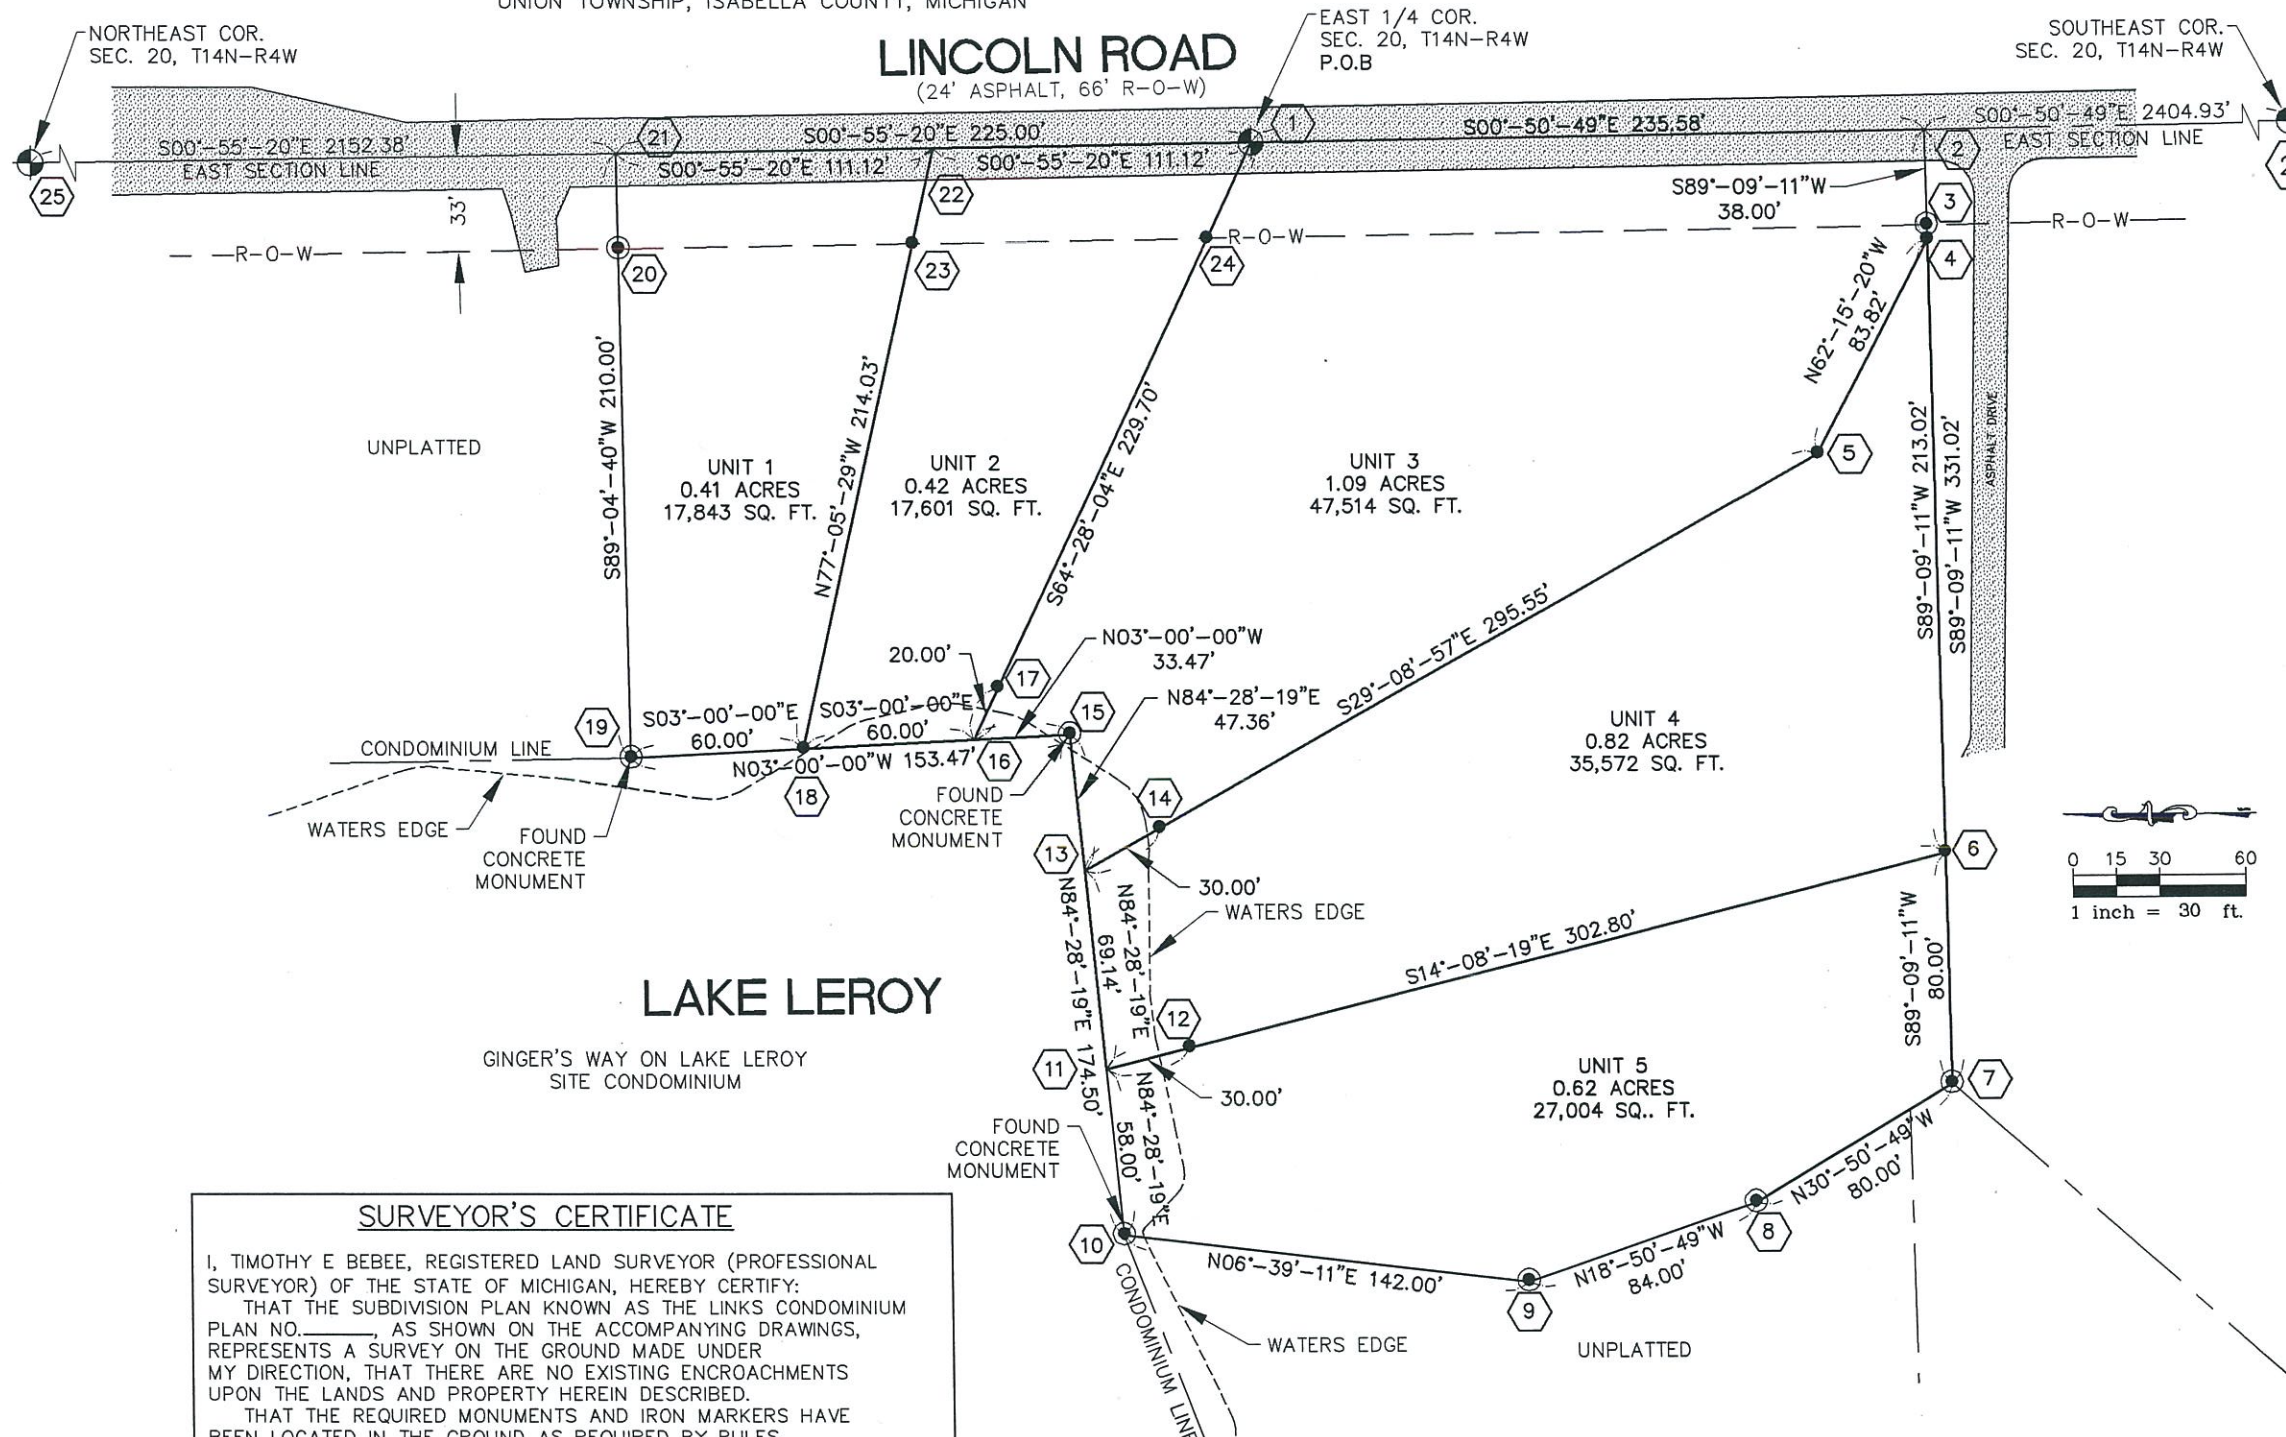 UNION TOWNSHIP, ISABELLA COUNTY, MICHIGAN
NORTHEAST COR.
SEC. 20, T14N-R4W
LINCOLN ROAD
(24' ASPHALT, 66' R-O-W)
EAST 1/4 COR.
SEC. 20, T14N-R4W
P.O.B
SOUTHEAST COR.
SEC. 20, T14N-R4W
S00°-55'-20"E 2152.38'
EAST SECTION LINE
25
21
S00°-55'-20"E 225.00'
S00°-55'-20"E 111.12'
S00°-55'-20"E 111.12'
22
1
S00°-50'-49"E 235.58'
2
S00°-50'-49"E 2404.93'
EAST SECTION LINE
S89°-09'-11"W
38.00'
3
33'
R-O-W
20
23
24
R-O-W
4
R-O-W
UNPLATTED
S89°-04'-40"W 210.00'
UNIT 1
0.41 ACRES
17,843 SQ. FT.
N77°-05'-29"W 214.03'
UNIT 2
0.42 ACRES
17,601 SQ. FT.
S64°-28'-04"E 229.70'
UNIT 3
1.09 ACRES
47,514 SQ. FT.
N62°-15'-20"W
83.82'
5
S89°-09'-11"W 213.02'
S89°-09'-11"W 331.02'
ASPHALT DRIVE
S29°-08'-57"E 295.55'
20.00'
17
N03°-00'-00"W
33.47'
N84°-28'-19"E
47.36'
15
19
S03°-00'-00"E
60.00'
S03°-00'-00"E
60.00'
CONDOMINIUM LINE
N03°-00'-00"W 153.47'
16
18
WATERS EDGE
FOUND
CONCRETE
MONUMENT
FOUND
CONCRETE
MONUMENT
14
13
30.00'
WATERS EDGE
UNIT 4
0.82 ACRES
35,572 SQ. FT.
6
0 15 30 60
1 inch = 30 ft.
N84°-28'-19"E 174.50'
N84°-28'-19"E
69.14'
S14°-08'-19"E 302.80'
S89°-09'-11"W
80.00'
LAKE LEROY
GINGER'S WAY ON LAKE LEROY
SITE CONDOMINIUM
12
11
30.00'
N84°-28'-19"E
58.00'
UNIT 5
0.62 ACRES
27,004 SQ.. FT.
7
FOUND
CONCRETE
MONUMENT
10
N06°-39'-11"E 142.00'
9
N18°-50'-49"W
84.00'
8
N30°-50'-49"W
80.00'
CONDOMINIUM LINE
WATERS EDGE
UNPLATTED
SURVEYOR'S CERTIFICATE
I, TIMOTHY E BEBEE, REGISTERED LAND SURVEYOR (PROFESSIONAL
SURVEYOR) OF THE STATE OF MICHIGAN, HEREBY CERTIFY:
THAT THE SUBDIVISION PLAN KNOWN AS THE LINKS CONDOMINIUM
PLAN NO.______, AS SHOWN ON THE ACCOMPANYING DRAWINGS,
REPRESENTS A SURVEY ON THE GROUND MADE UNDER
MY DIRECTION, THAT THERE ARE NO EXISTING ENCROACHMENTS
UPON THE LANDS AND PROPERTY HEREIN DESCRIBED.
THAT THE REQUIRED MONUMENTS AND IRON MARKERS HAVE
BEEN LOCATED IN THE GROUND AS REQUIRED BY RULES